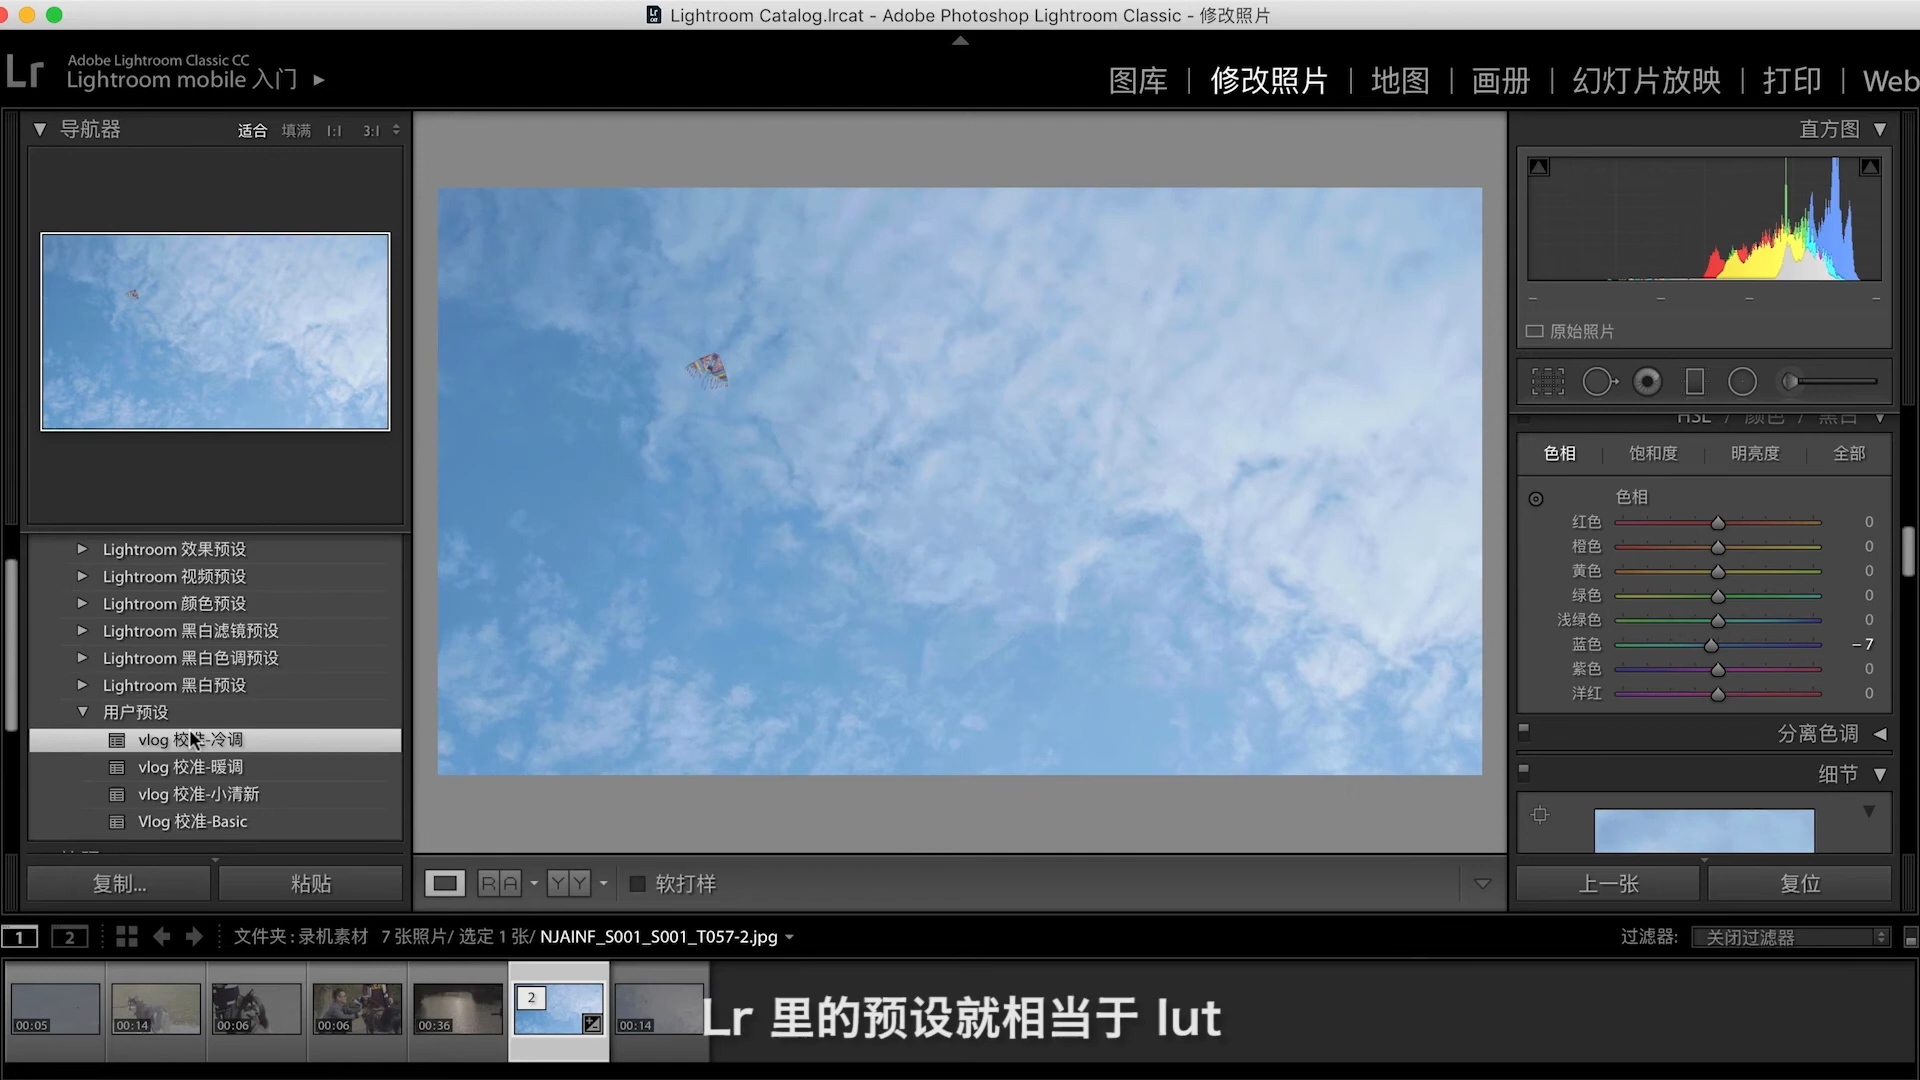 Lightroom Catalog.lrcat - Adobe Photoshop Lightroom Classic - 修改照片
Lr
Adobe Lightroom Classic CC
Lightroom mobile 入门
图库 | 修改照片 | 地图 | 画册 | 幻灯片放映 | 打印 | Web
导航器 适合 填满 1:1 3:1
直方图
原始照片
HSL / 颜色 / 黑白
色相 饱和度 明亮度 全部
色相
红色 0
橙色 0
黄色 0
绿色 0
浅绿色 0
蓝色 – 7
紫色 0
洋红 0
分离色调
细节
Lightroom 效果预设
Lightroom 视频预设
Lightroom 颜色预设
Lightroom 黑白滤镜预设
Lightroom 黑白色调预设
Lightroom 黑白预设
用户预设
vlog 校准-冷调
vlog 校准-暖调
vlog 校准-小清新
Vlog 校准-Basic
复制... 粘贴
R A Y Y 软打样
上一张 复位
1 2 文件夹 : 录机素材 7 张照片/ 选定 1 张/ NJAINF_S001_S001_T057-2.jpg
过滤器: 关闭过滤器
00:05 00:14 00:06 00:06 00:36 2 00:14
Lr 里的预设就相当于 lut